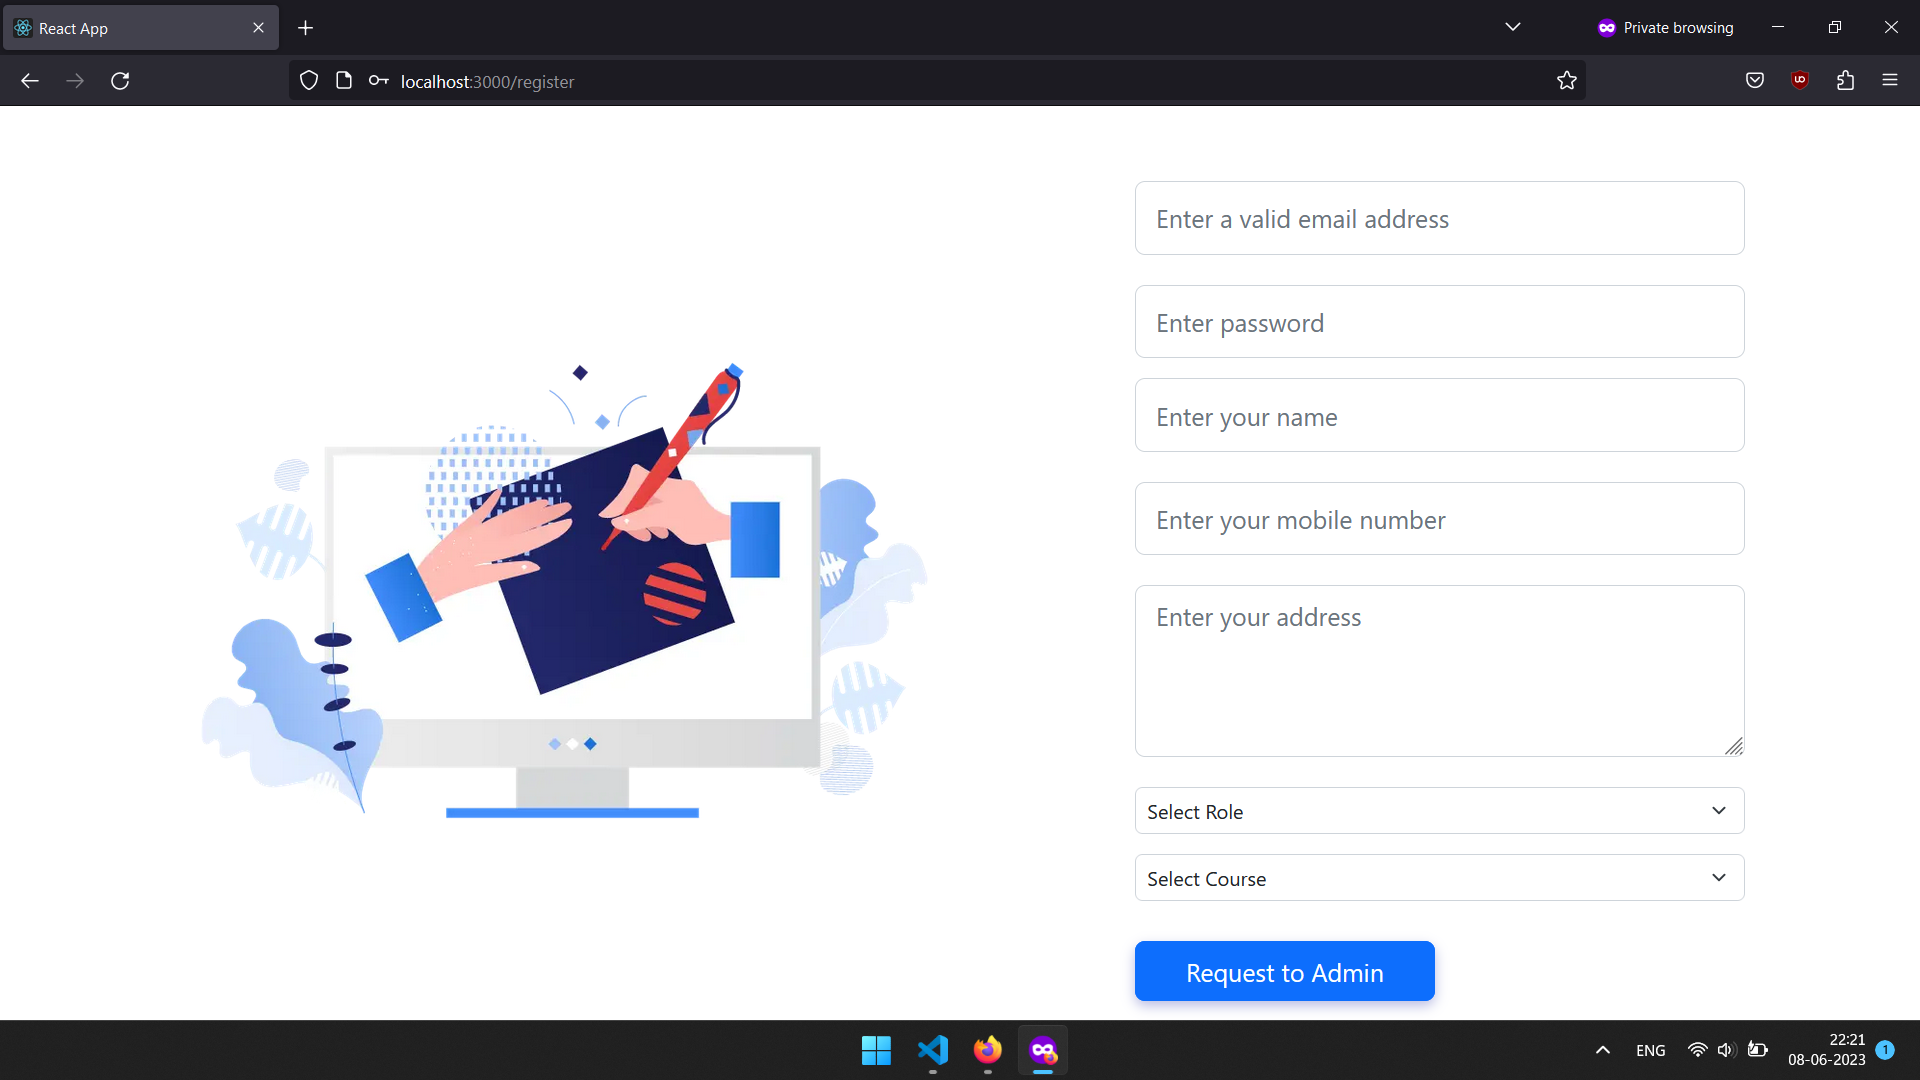 React App
Private browsing
localhost:3000/register
Enter a valid email address
Enter password
Enter your name
Enter your mobile number
Enter your address
Select Role
Select Course
Request to Admin
ENG
22:21
08-06-2023
1